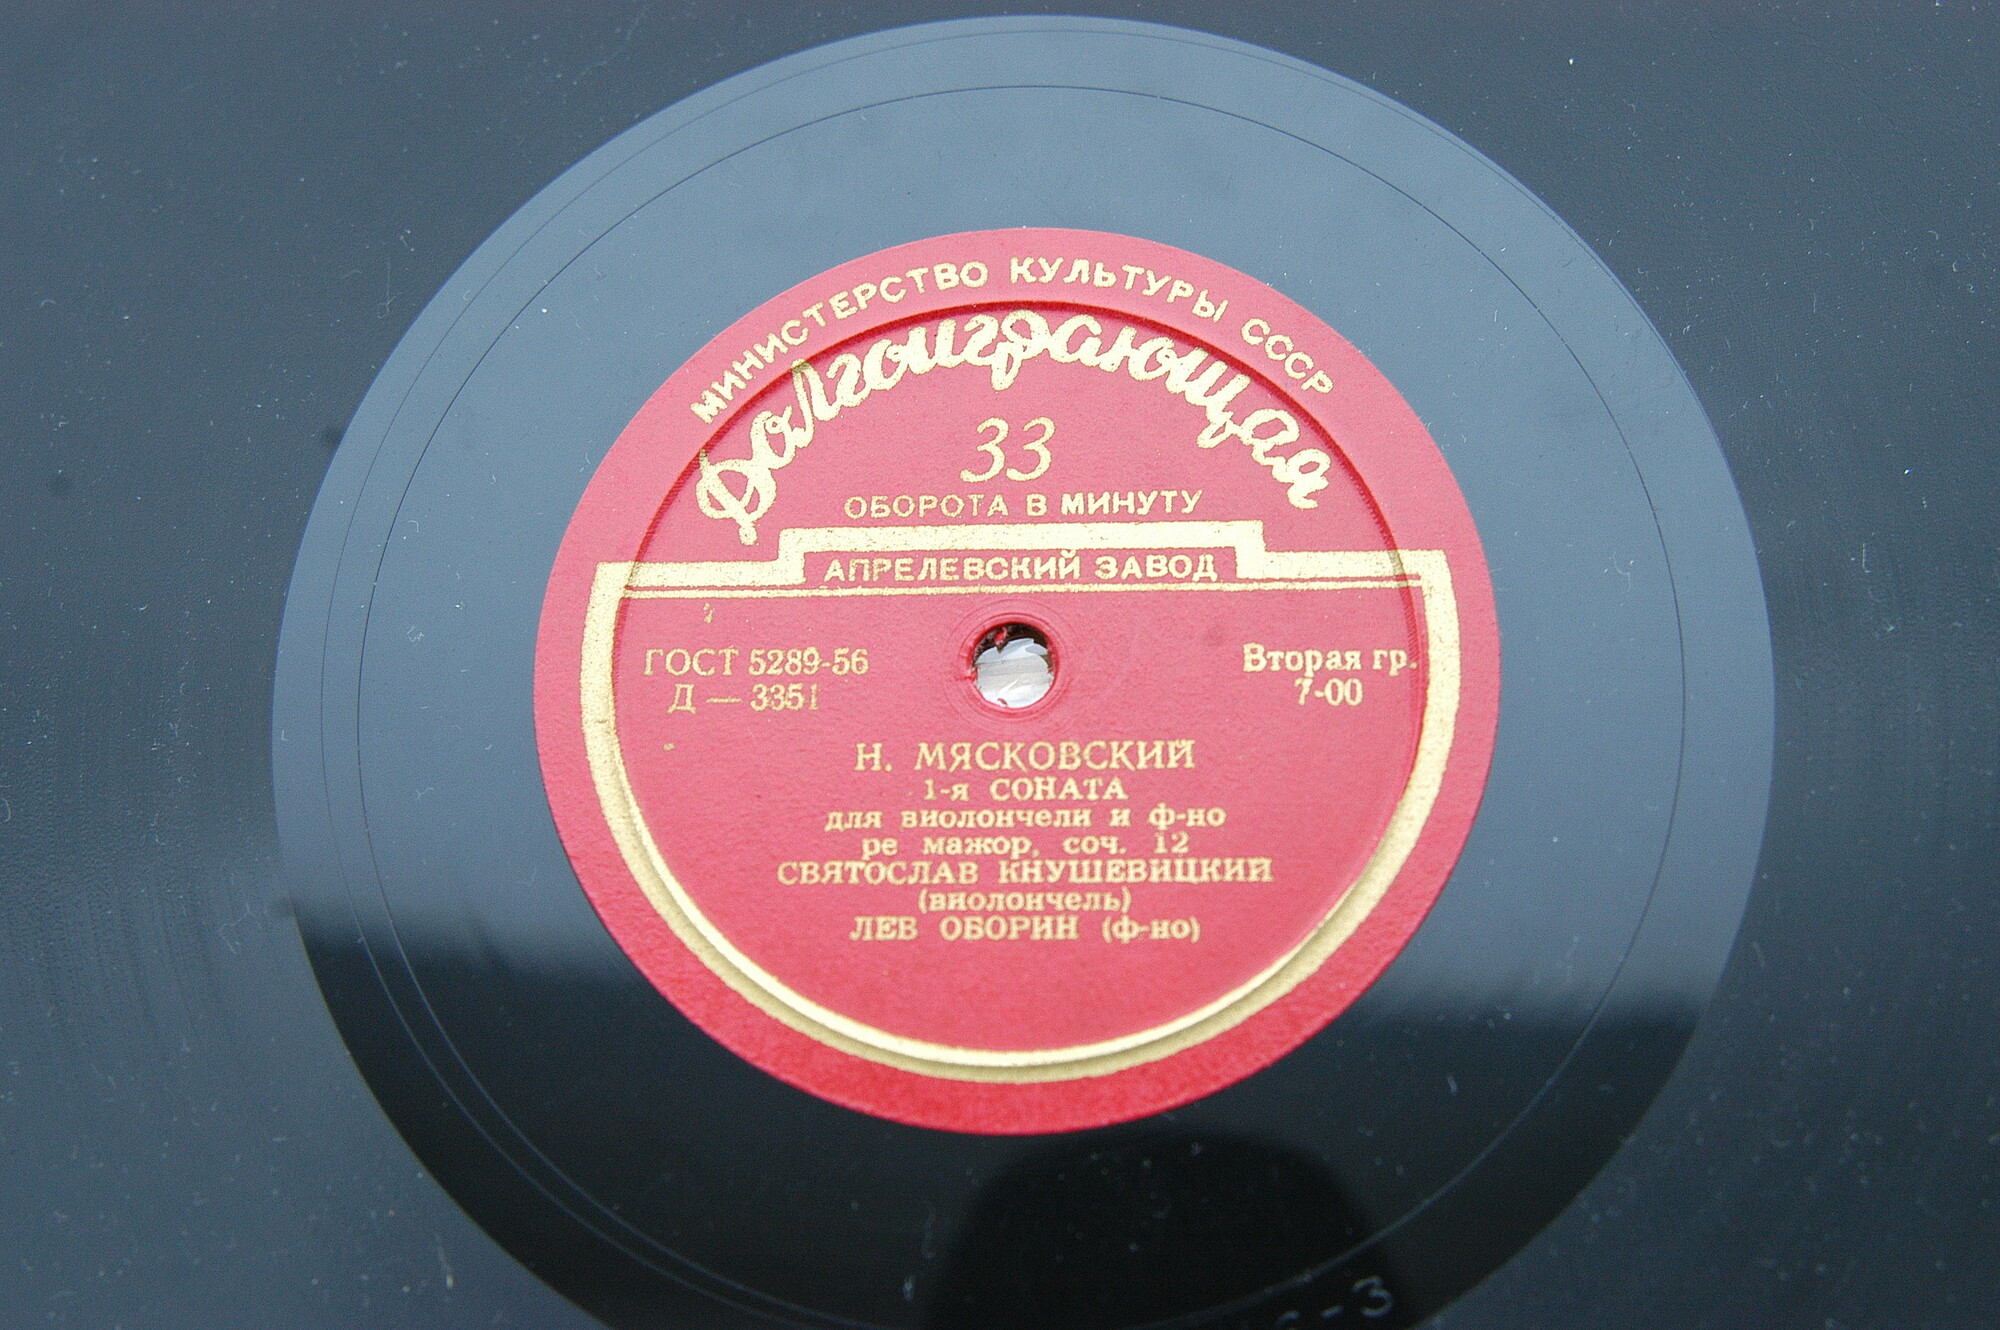 МИНИСТЕРСТВО КУЛЬТУРЫ СССР
Долгоиграющая
33
ОБОРОТА В МИНУТУ
АПРЕЛЕВСКИЙ ЗАВОД
ГОСТ 5289-56
Д — 3351
Вторая гр.
7-00
Н. МЯСКОВСКИЙ
1-я СОНАТА
для виолончели и ф-но
ре мажор, соч. 12
СВЯТОСЛАВ КНУШЕВИЦКИЙ
(виолончель)
ЛЕВ ОБОРИН (ф-но)